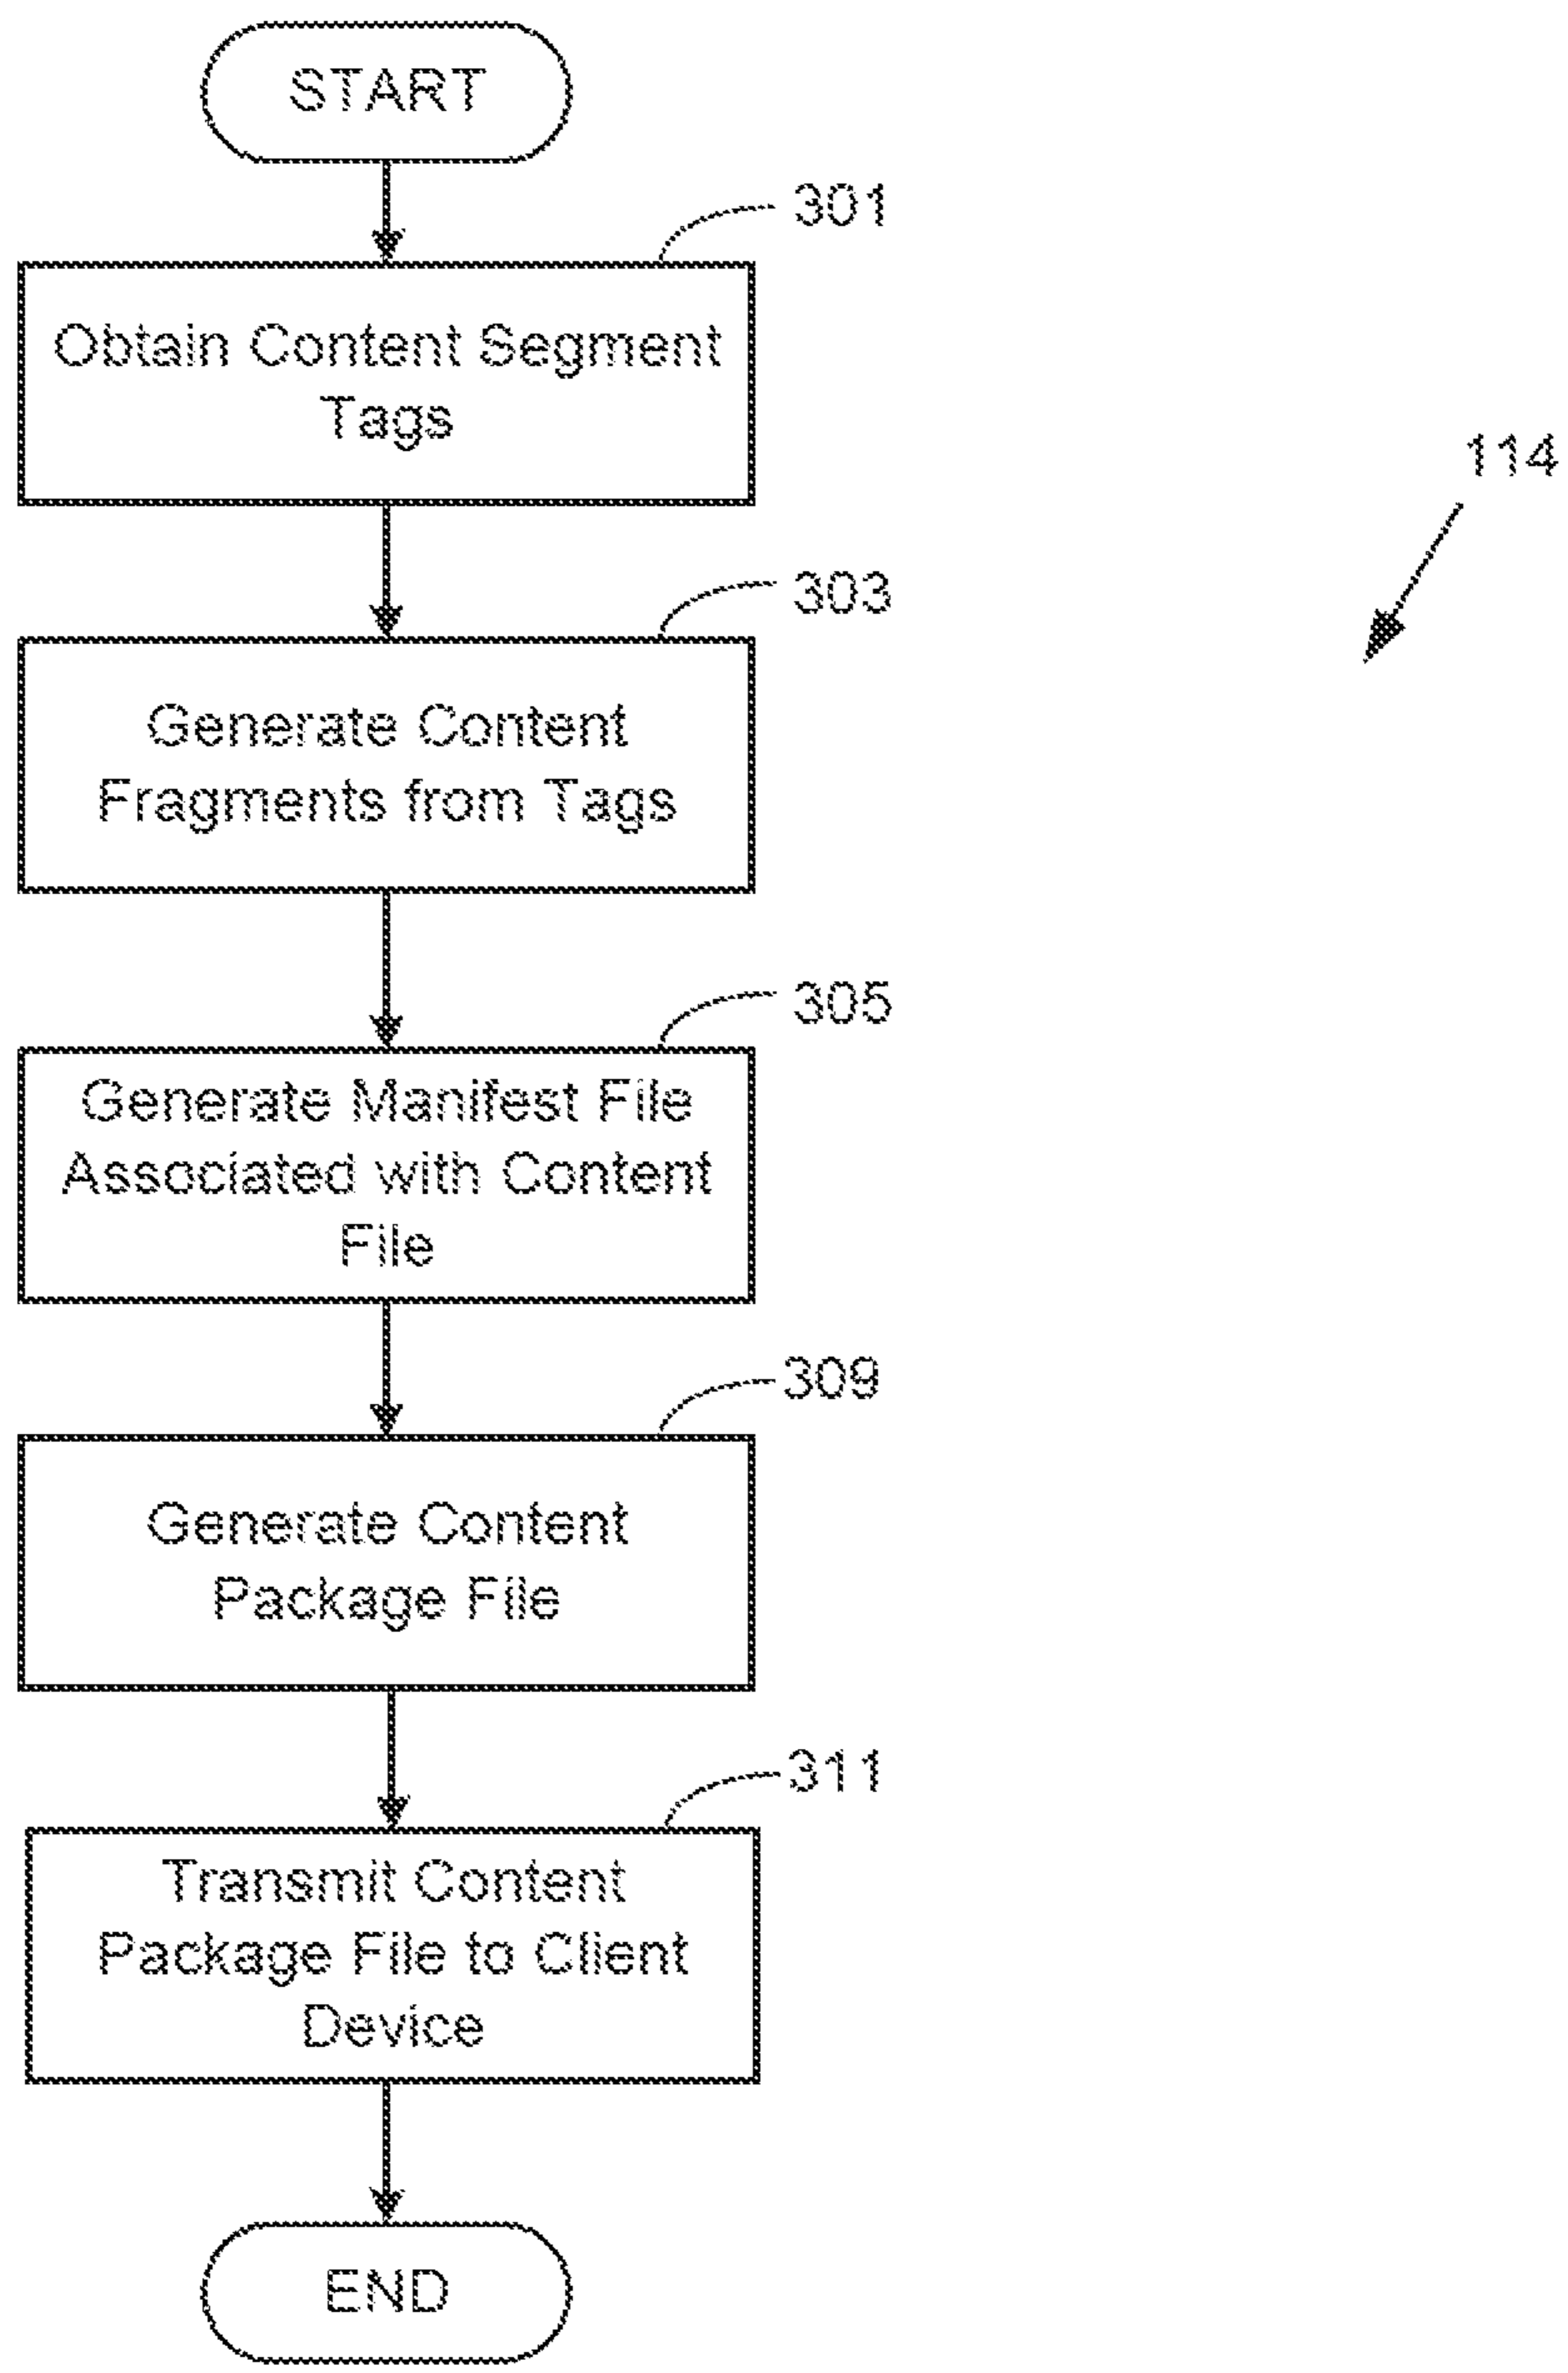 START
301
Obtain Content Segment
Tags
114
303
Generate Content
Fragments from Tags
305
Generate Manifest File
Associated with Content
File
309
Generate Content
Package File
311
Transmit Content
Package File to Client
Device
END